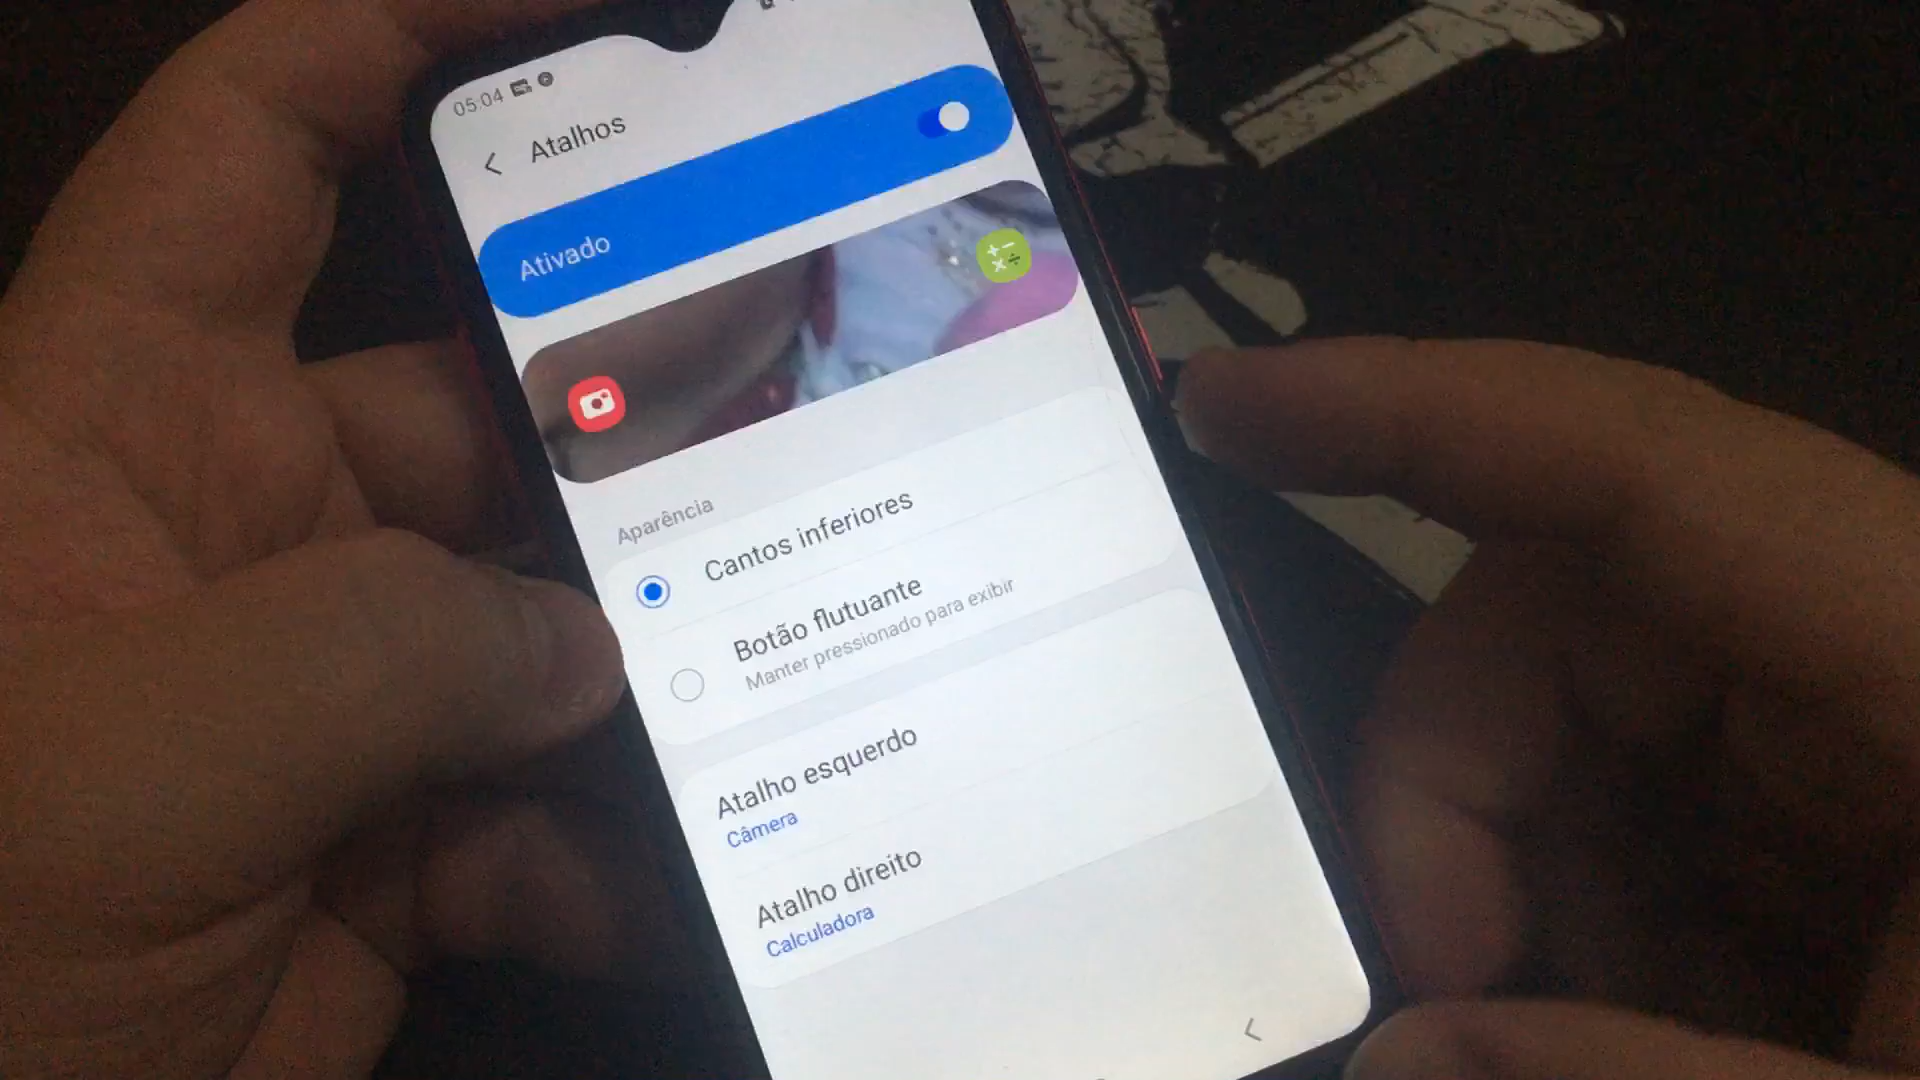 05:04
Atalhos
Ativado
Aparência
Cantos inferiores
Botão flutuante
Manter pressionado para exibir
Atalho esquerdo
Câmera
Atalho direito
Calculadora